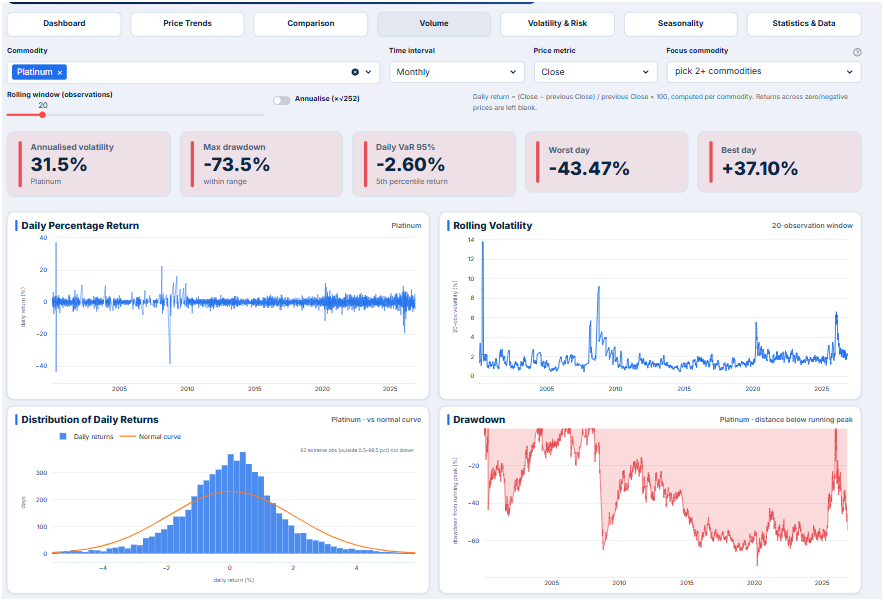 Dashboard
Price Trends
Comparison
Volume
Volatility & Risk
Seasonality
Statistics & Data
Commodity
Time interval
Price metric
Focus commodity
Platinum ×
Monthly
Close
pick 2+ commodities
Rolling window (observations)
20
Annualise (×√252)
Daily return = (Close − previous Close) / previous Close × 100, computed per commodity. Returns across zero/negative
prices are left blank.
Annualised volatility
31.5%
Platinum
Max drawdown
-73.5%
within range
Daily VaR 95%
-2.60%
5th percentile return
Worst day
-43.47%
Best day
+37.10%
Daily Percentage Return
Platinum
daily return (%)
40
20
0
−20
−40
2005
2010
2015
2020
2025
Rolling Volatility
20-observation window
20-obs volatility (%)
14
12
10
8
6
4
2
0
2005
2010
2015
2020
2025
Distribution of Daily Returns
Platinum · vs normal curve
Daily returns
Normal curve
62 extreme obs (outside 0.5–99.5 pct) not drawn
days
300
200
100
0
−4
−2
0
2
4
daily return (%)
Drawdown
Platinum · distance below running peak
drawdown from running peak (%)
−20
−40
−60
2005
2010
2015
2020
2025